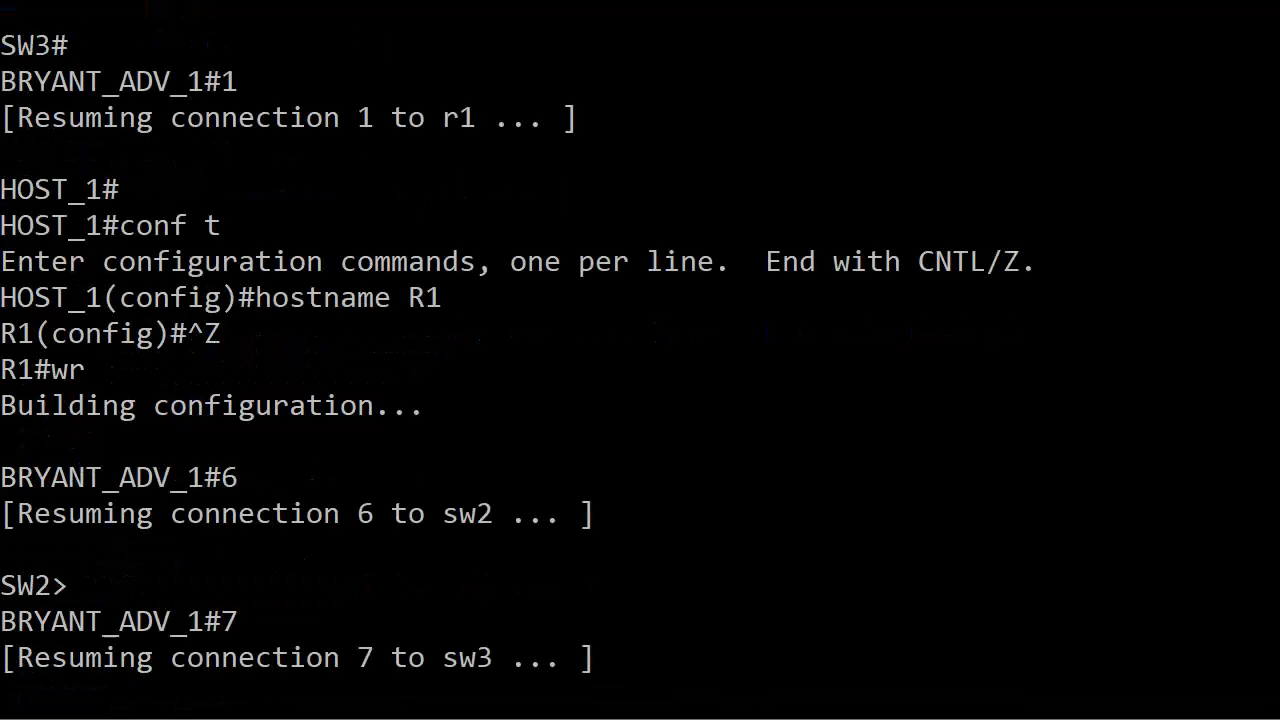 SW3#
BRYANT_ADV_1#1
[Resuming connection 1 to r1 ... ]
HOST_1#
HOST_1#conf t
Enter configuration commands, one per line.  End with CNTL/Z.
HOST_1(config)#hostname R1
R1(config)#^Z
R1#wr
Building configuration...
BRYANT_ADV_1#6
[Resuming connection 6 to sw2 ... ]
SW2>
BRYANT_ADV_1#7
[Resuming connection 7 to sw3 ... ]